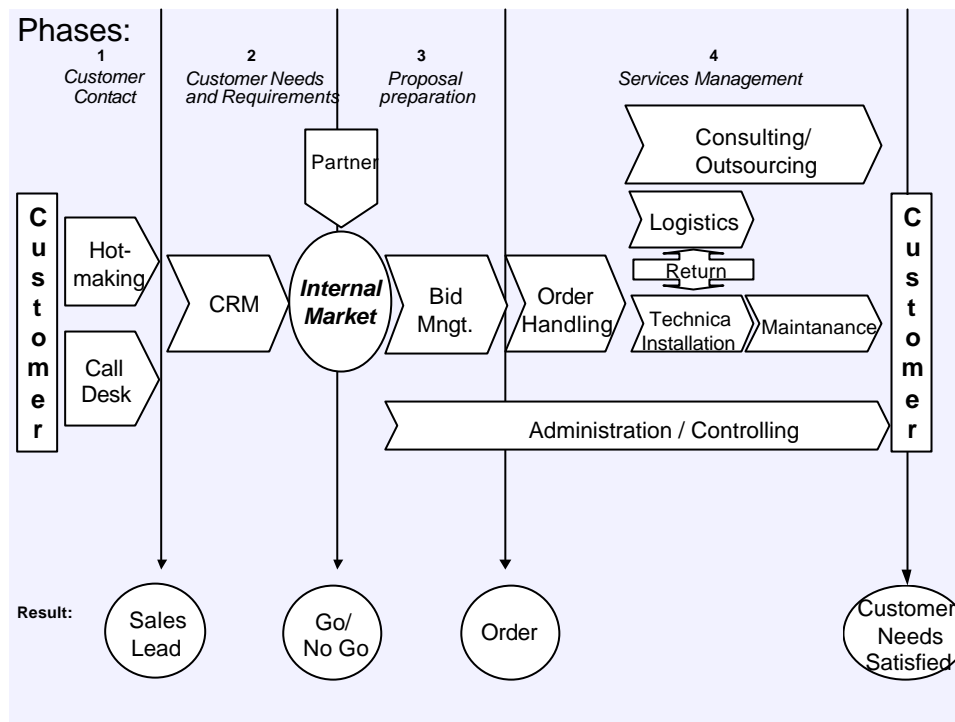 Phases:
1
Customer
Contact
2
Customer Needs
and Requirements
3
Proposal
preparation
4
Services Management
Consulting/
Outsourcing
Partner
Customer
Hot-
making
Call
Desk
CRM
Internal
Market
Bid
Mngt.
Order
Handling
Logistics
Return
Technica
Installation
Maintanance
Administration / Controlling
Customer
Result:
Sales
Lead
Go/
No Go
Order
Customer
Needs
Satisfied